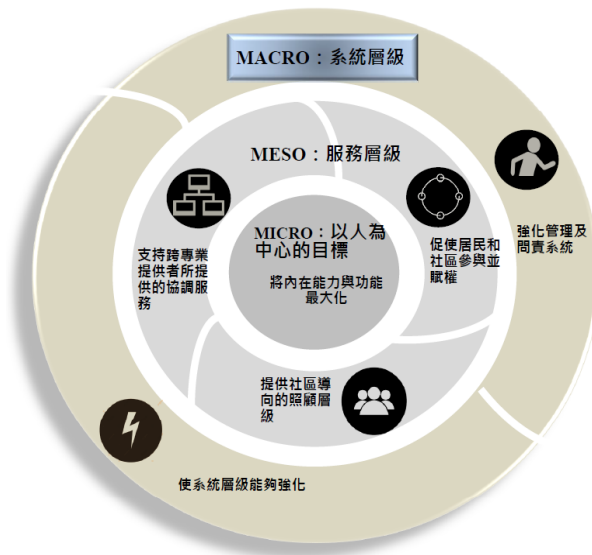 MACRO：系統層級
MESO：服務層級
支持跨專業
提供者所提
供的協調服
務
MICRO：以人為
中心的目標
將內在能力與功能
最大化
促使居民和
社區參與並
賦權
強化管理及
問責系統
提供社區導
向的照顧層
級
使系統層級能夠強化